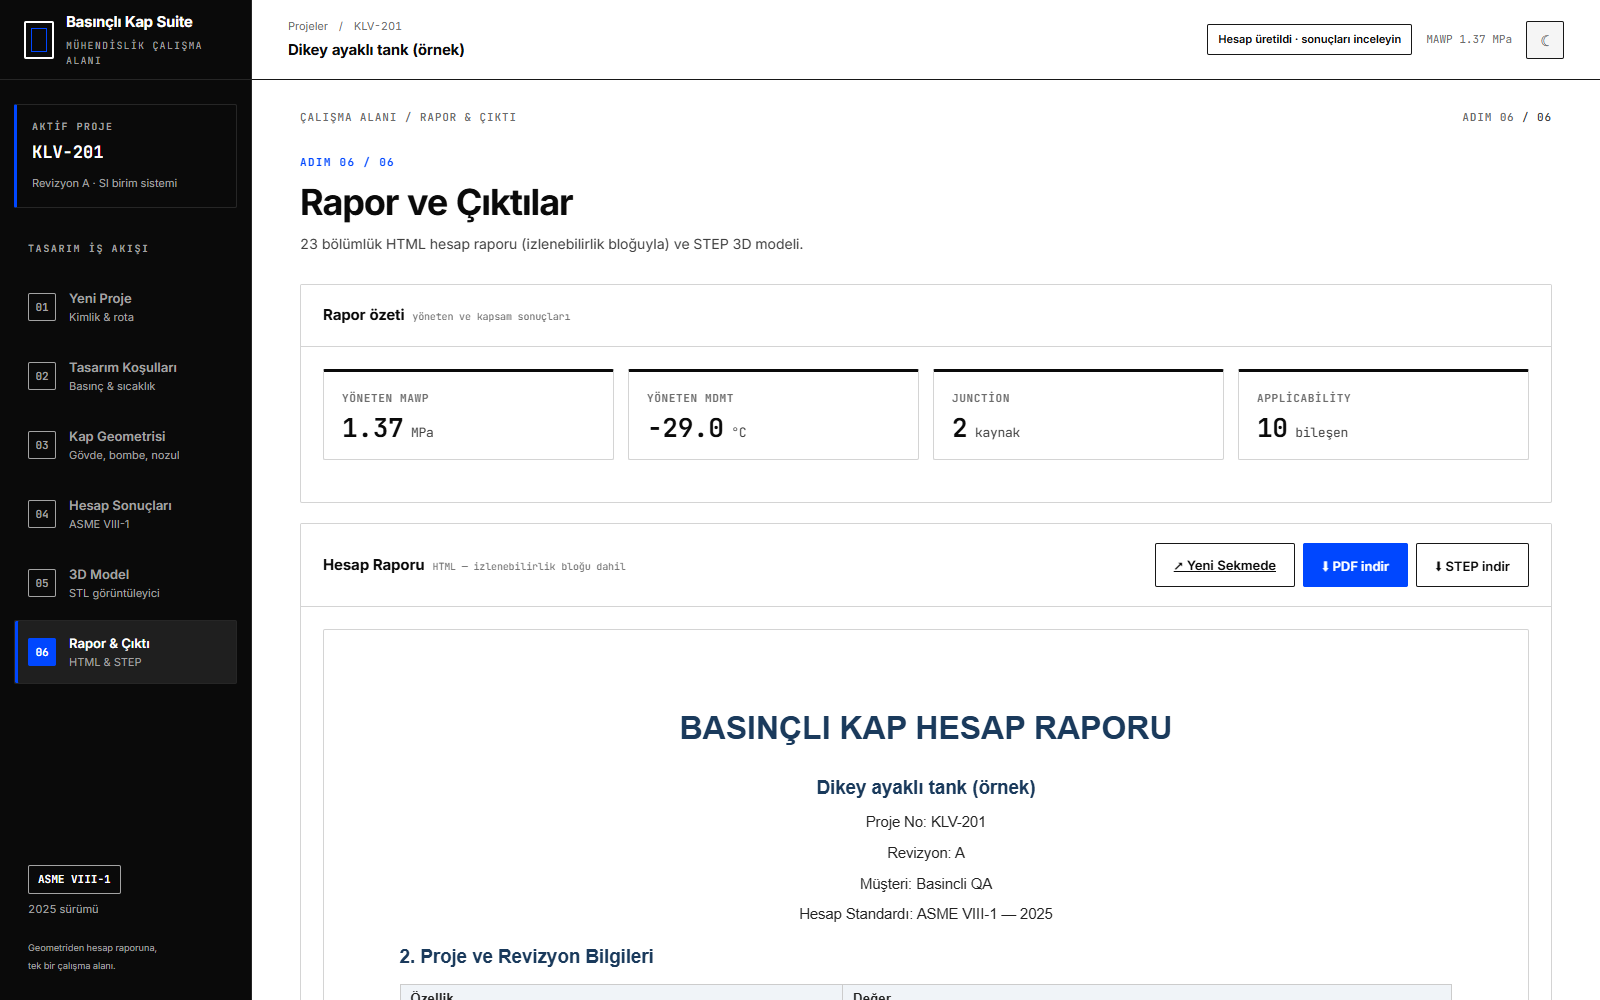 Basınçlı Kap Suite
MÜHENDİSLİK ÇALIŞMA
ALANI
AKTİF PROJE
KLV-201
Revizyon A · SI birim sistemi
TASARIM İŞ AKIŞI
01
Yeni Proje
Kimlik & rota
02
Tasarım Koşulları
Basınç & sıcaklık
03
Kap Geometrisi
Gövde, bombe, nozul
04
Hesap Sonuçları
ASME VIII-1
05
3D Model
STL görüntüleyici
06
Rapor & Çıktı
HTML & STEP
ASME VIII-1
2025 sürümü
Geometriden hesap raporuna,
tek bir çalışma alanı.
Projeler / KLV-201
Dikey ayaklı tank (örnek)
Hesap üretildi · sonuçları inceleyin
MAWP 1.37 MPa
☾
ÇALIŞMA ALANI / RAPOR & ÇIKTI
ADIM 06 / 06
ADIM 06 / 06
Rapor ve Çıktılar
23 bölümlük HTML hesap raporu (izlenebilirlik bloğuyla) ve STEP 3D modeli.
Rapor özeti yöneten ve kapsam sonuçları
YÖNETEN MAWP
1.37 MPa
YÖNETEN MDMT
-29.0 °C
JUNCTİON
2 kaynak
APPLİCABİLİTY
10 bileşen
Hesap Raporu HTML — izlenebilirlik bloğu dahil
↗ Yeni Sekmede
⬇ PDF indir
⬇ STEP indir
BASINÇLI KAP HESAP RAPORU
Dikey ayaklı tank (örnek)
Proje No: KLV-201
Revizyon: A
Müşteri: Basincli QA
Hesap Standardı: ASME VIII-1 — 2025
2. Proje ve Revizyon Bilgileri
Özellik
Değer